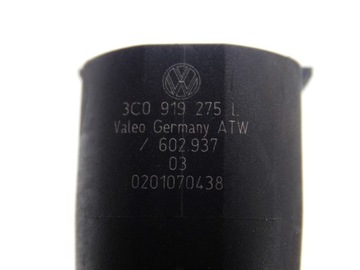 3C0 919 275 L
Valeo Germany ATW
/ 602.937
03
0201070438